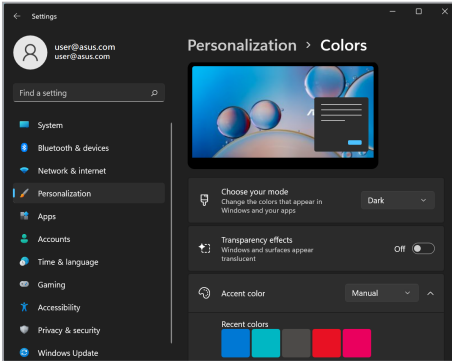 Settings
user@asus.com
user@asus.com
Find a setting
System
Bluetooth & devices
Network & internet
Personalization
Apps
Accounts
Time & language
Gaming
Accessibility
Privacy & security
Windows Update
Personalization > Colors
Choose your mode
Change the colors that appear in
Windows and your apps
Dark
Transparency effects
Windows and surfaces appear
translucent
Off
Accent color
Manual
Recent colors